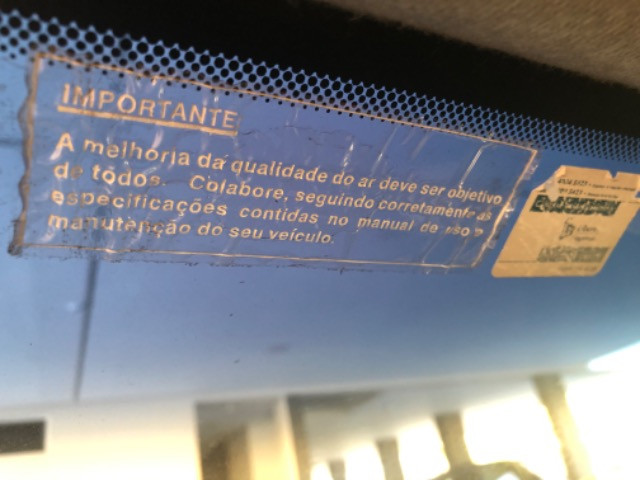 IMPORTANTE
A melhoria da qualidade do ar deve ser objetivo
de todos. Colabore, seguindo corretamente as
especificações contidas no manual de uso e
manutenção do seu veículo.